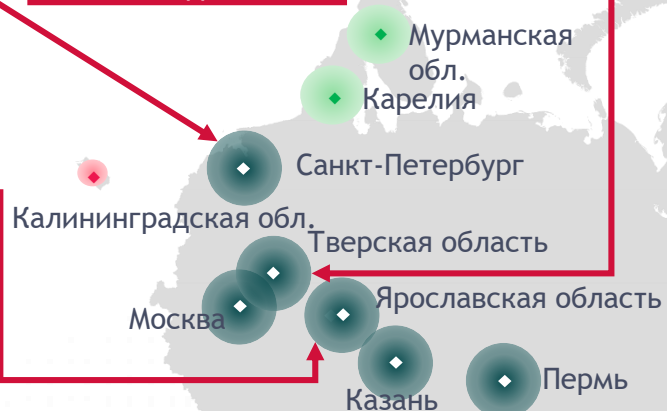 Мурманская
обл.
Карелия
Санкт-Петербург
Калининградская обл.
Тверская область
Ярославская область
Москва
Пермь
Казань